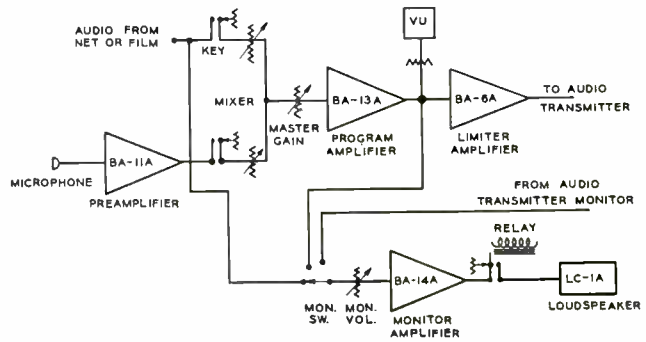 VU
AUDIO FROM
NET OR FILM
KEY
MIXER
MASTER
GAIN
BA-13A
PROGRAM
AMPLIFIER
BA-6A
LIMITER
AMPLIFIER
TO AUDIO
TRANSMITTER
BA-11A
MICROPHONE
PREAMPLIFIER
FROM AUDIO
TRANSMITTER MONITOR
RELAY
MON.
SW.
MON.
VOL.
BA-14A
MONITOR
AMPLIFIER
LC-1A
LOUDSPEAKER